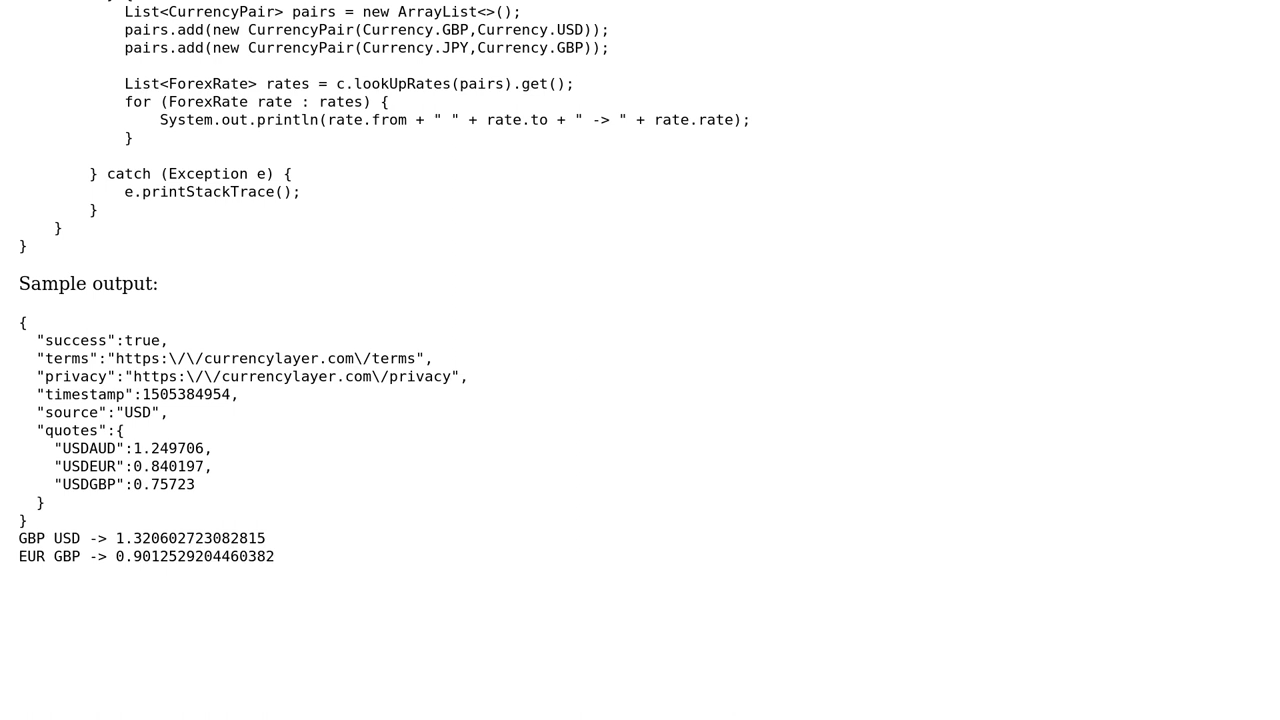 List<CurrencyPair> pairs = new ArrayList<>();
pairs.add(new CurrencyPair(Currency.GBP,Currency.USD));
pairs.add(new CurrencyPair(Currency.JPY,Currency.GBP));
List<ForexRate> rates = c.lookUpRates(pairs).get();
for (ForexRate rate : rates) {
System.out.println(rate.from + " " + rate.to + " -> " + rate.rate);
}
} catch (Exception e) {
e.printStackTrace();
}
}
}
Sample output:
{
"success":true,
"terms":"https:\/\/currencylayer.com\/terms",
"privacy":"https:\/\/currencylayer.com\/privacy",
"timestamp":1505384954,
"source":"USD",
"quotes":{
"USDAUD":1.249706,
"USDEUR":0.840197,
"USDGBP":0.75723
}
}
GBP USD -> 1.320602723082815
EUR GBP -> 0.9012529204460382